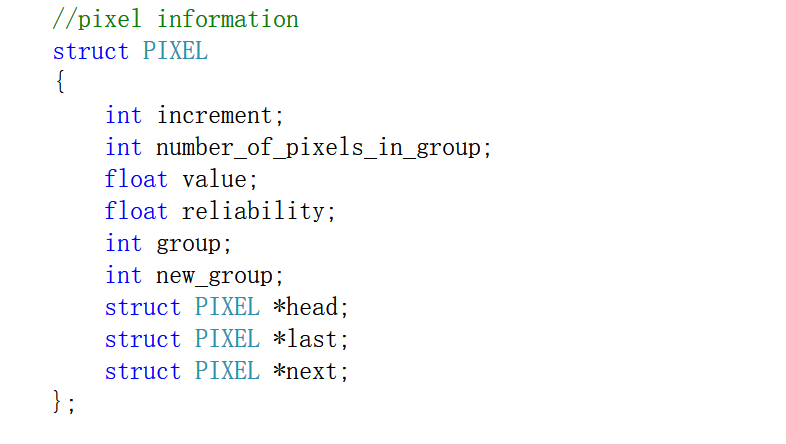 //pixel information
struct PIXEL
{
    int increment;
    int number_of_pixels_in_group;
    float value;
    float reliability;
    int group;
    int new_group;
    struct PIXEL *head;
    struct PIXEL *last;
    struct PIXEL *next;
};